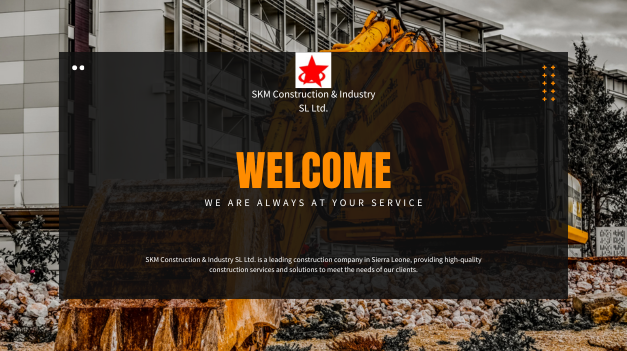 SKM Construction & Industry
SL Ltd.
WELCOME
WE ARE ALWAYS AT YOUR SERVICE
SKM Construction & Industry SL Ltd. is a leading construction company in Sierra Leone, providing high-quality
construction services and solutions to meet the needs of our clients.